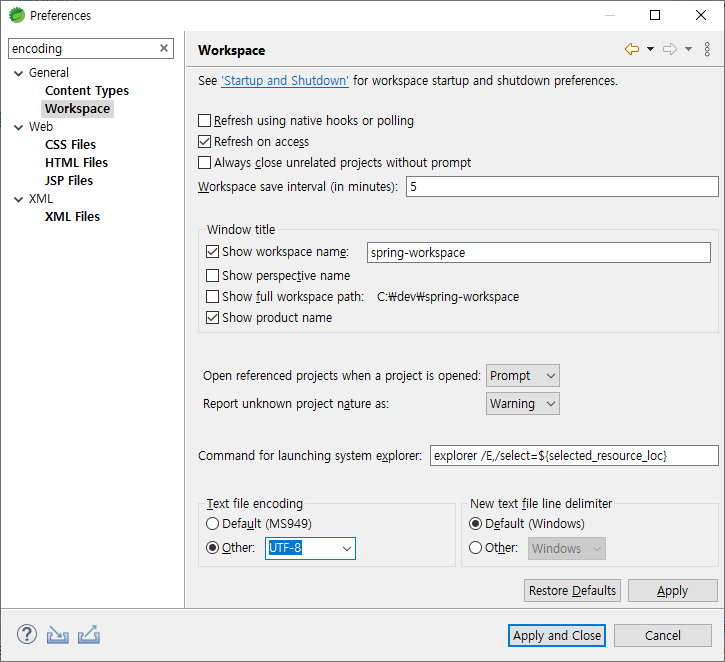 Preferences
encoding
Workspace
See 'Startup and Shutdown' for workspace startup and shutdown preferences.
General
Content Types
Workspace
Web
CSS Files
HTML Files
JSP Files
XML
XML Files
Refresh using native hooks or polling
Refresh on access
Always close unrelated projects without prompt
Workspace save interval (in minutes): 5
Window title
Show workspace name: spring-workspace
Show perspective name
Show full workspace path: C:₩dev₩spring-workspace
Show product name
Open referenced projects when a project is opened: Prompt
Report unknown project nature as: Warning
Command for launching system explorer: explorer /E,/select=${selected_resource_loc}
Text file encoding
Default (MS949)
Other: UTF-8
New text file line delimiter
Default (Windows)
Other: Windows
Restore Defaults Apply
Apply and Close Cancel